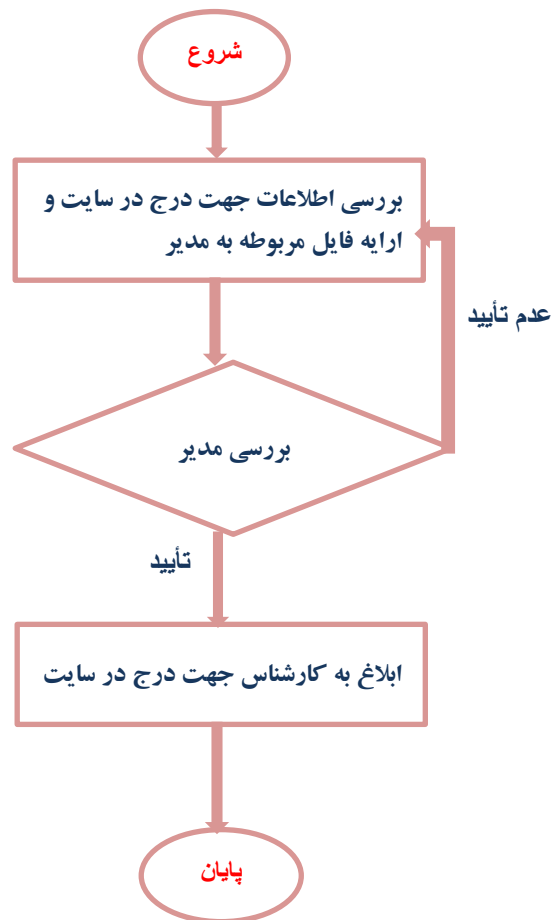 شروع
بررسی اطلاعات جهت درج در سایت و
ارایه فایل مربوطه به مدیر
عدم تأیید
بررسی مدیر
تأیید
ابلاغ به کارشناس جهت درج در سایت
پایان